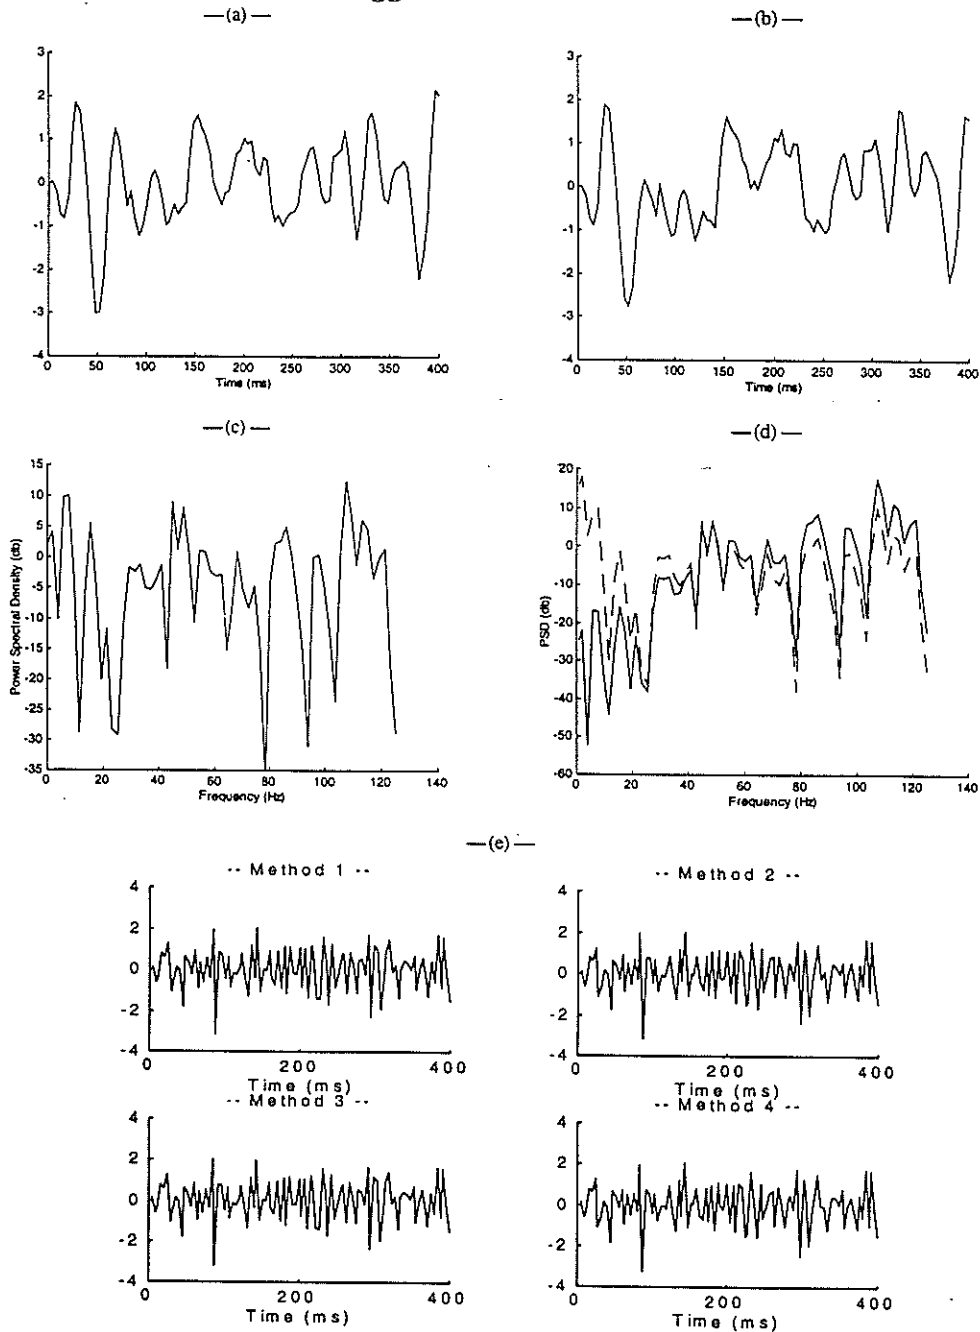 —(a)—
—(b)—
3
2
1
0
-1
-2
-3
-4
0 50 100 150 200 250 300 350 400
Time (ms)
3
2
1
0
-1
-2
-3
-4
0 50 100 150 200 250 300 350 400
Time (ms)
—(c)—
—(d)—
15
10
5
0
-5
-10
-15
-20
-25
-30
-35
Power Spectral Density (db)
0 20 40 60 80 100 120 140
Frequency (Hz)
20
10
0
-10
-20
-30
-40
-50
-60
PSD (db)
0 20 40 60 80 100 120 140
Frequency (Hz)
—(e)—
-- Method 1 --
4
2
0
-2
-4
0 200 400
Time (ms)
-- Method 2 --
4
2
0
-2
-4
0 200 400
Time (ms)
-- Method 3 --
4
2
0
-2
-4
0 200 400
Time (ms)
-- Method 4 --
4
2
0
-2
-4
0 200 400
Time (ms)